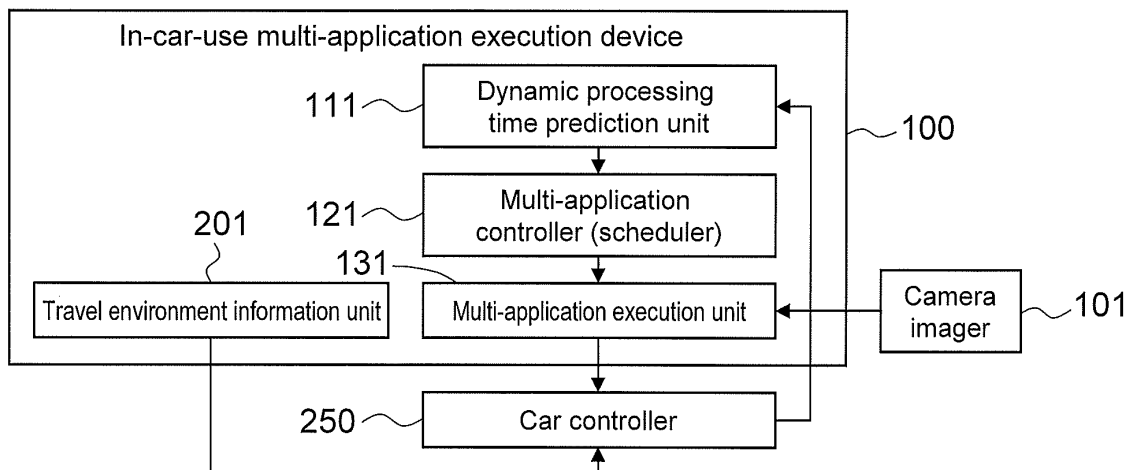 In-car-use multi-application execution device
111
Dynamic processing
time prediction unit
100
121
Multi-application
controller (scheduler)
201
131
Travel environment information unit
Multi-application execution unit
Camera
imager
101
250
Car controller